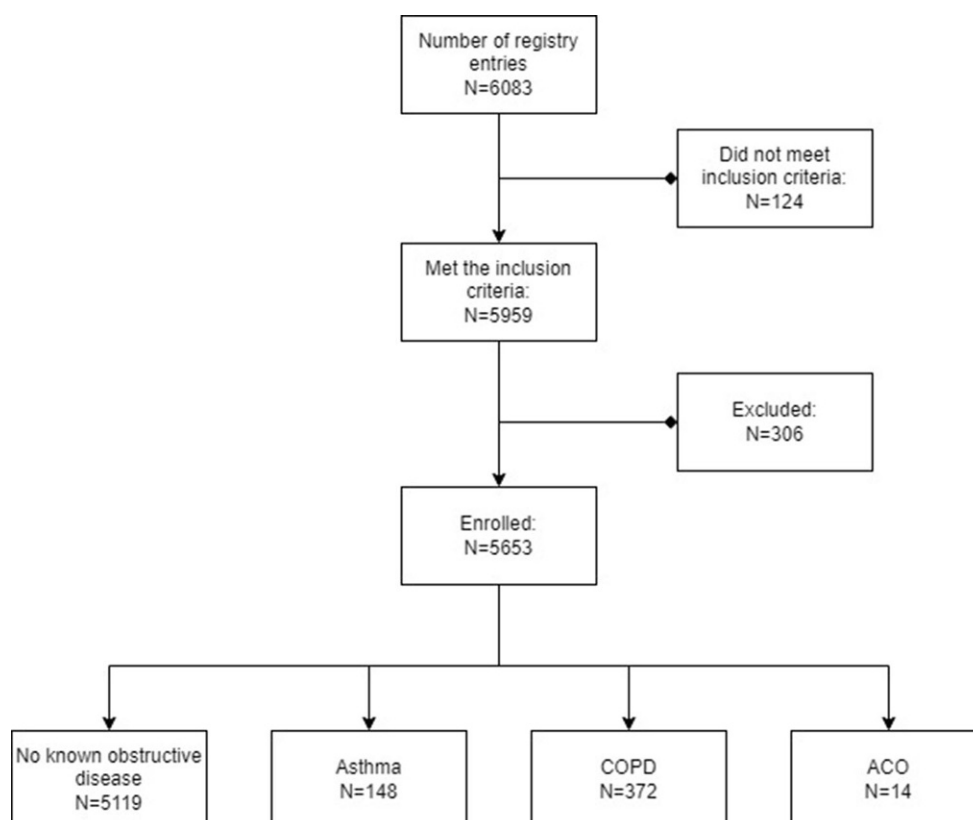 Number of registry
entries
N=6083
Did not meet
inclusion criteria:
N=124
Met the inclusion
criteria:
N=5959
Excluded:
N=306
Enrolled:
N=5653
No known obstructive
disease
N=5119
Asthma
N=148
COPD
N=372
ACO
N=14